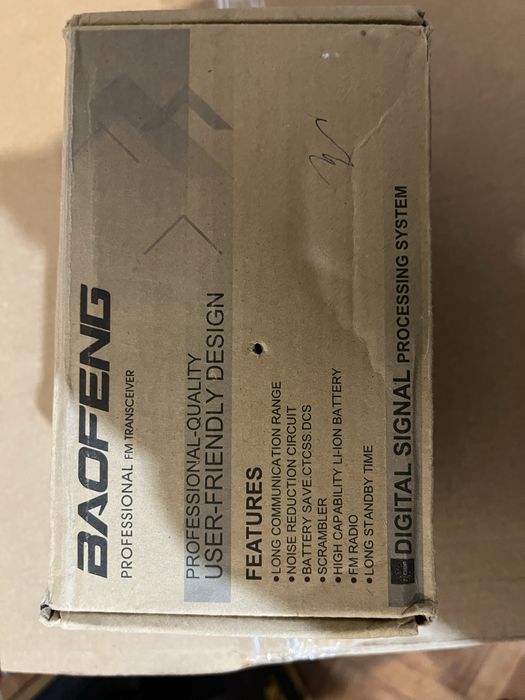 BAOFENG
PROFESSIONAL FM TRANSCEIVER
PROFESSIONAL-QUALITY
USER-FRIENDLY DESIGN
FEATURES
•LONG COMMUNICATION RANGE
•NOISE REDUCTION CIRCUIT
•BATTERY SAVE.CTCSS.DCS
•SCRAMBLER
•HIGH CAPABILITY LI-ION BATTERY
•FM RADIO
•LONG STANDBY TIME
DIGITAL SIGNAL PROCESSING SYSTEM